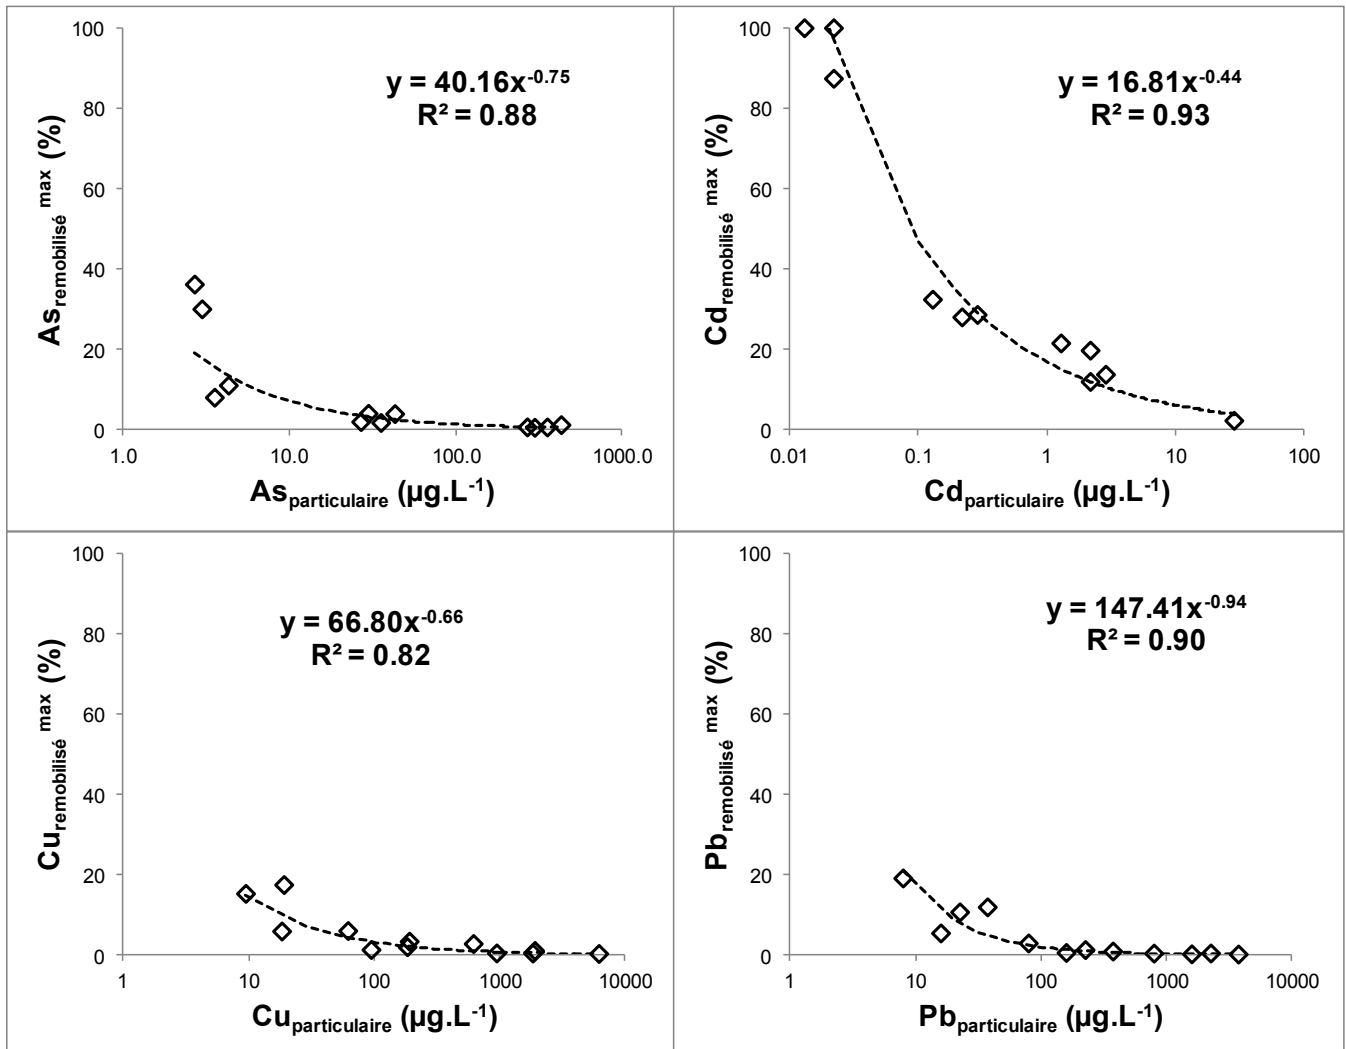 100
80
60
40
20
0
As remobilisé max (%)
y = 40.16x-0.75
R² = 0.88
1.0 10.0 100.0 1000.0
As particulaire (µg.L-1)
100
80
60
40
20
0
Cd remobilisé max (%)
y = 16.81x-0.44
R² = 0.93
0.01 0.1 1 10 100
Cd particulaire (µg.L-1)
100
80
60
40
20
0
Cu remobilisé max (%)
y = 66.80x-0.66
R² = 0.82
1 10 100 1000 10000
Cu particulaire (µg.L-1)
100
80
60
40
20
0
Pb remobilisé max (%)
y = 147.41x-0.94
R² = 0.90
1 10 100 1000 10000
Pb particulaire (µg.L-1)